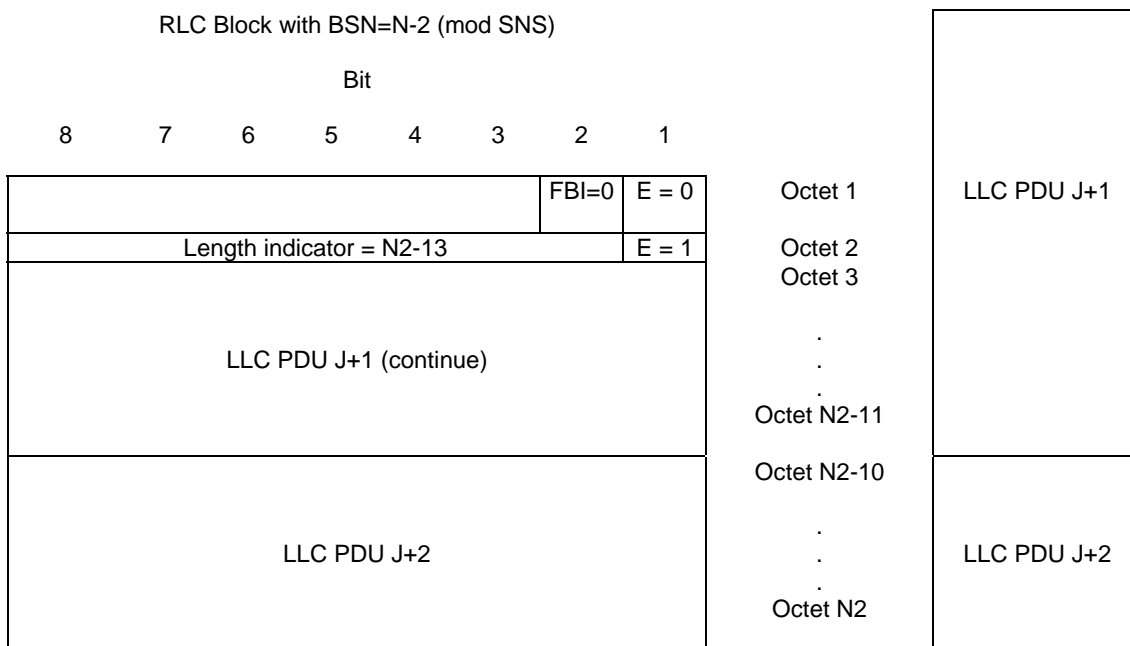 RLC Block with BSN=N-2 (mod SNS)
Bit
8 7 6 5 4 3 2 1
FBI=0 E = 0 Octet 1 LLC PDU J+1
Length indicator = N2-13 E = 1 Octet 2
Octet 3
.
LLC PDU J+1 (continue) .
.
Octet N2-11
Octet N2-10
.
LLC PDU J+2 . LLC PDU J+2
.
Octet N2